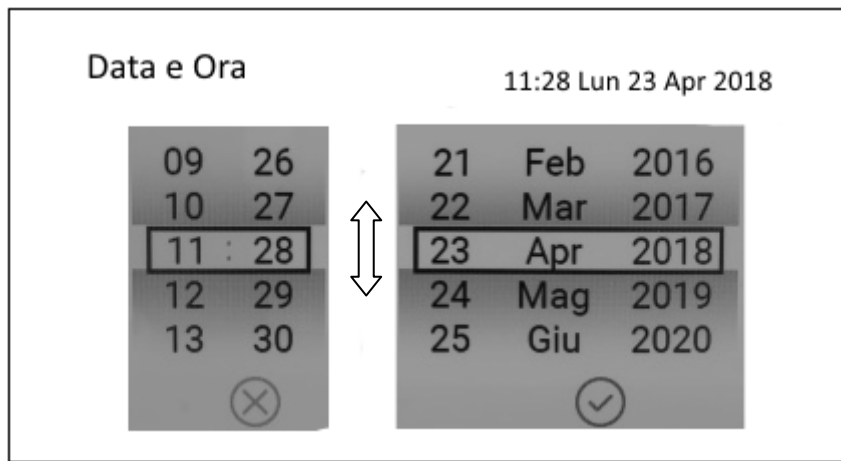 Data e Ora
11:28 Lun 23 Apr 2018
09 26 21 Feb 2016
10 27 22 Mar 2017
11 : 28 23 Apr 2018
12 29 24 Mag 2019
13 30 25 Giu 2020